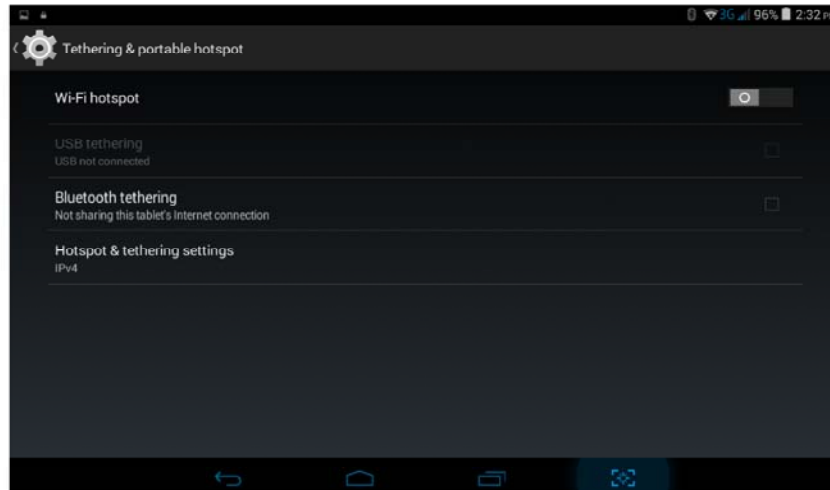 3G 96% 2:32 P
Tethering & portable hotspot
Wi-Fi hotspot
USB tethering
USB not connected
Bluetooth tethering
Not sharing this tablet's Internet connection
Hotspot & tethering settings
IPv4